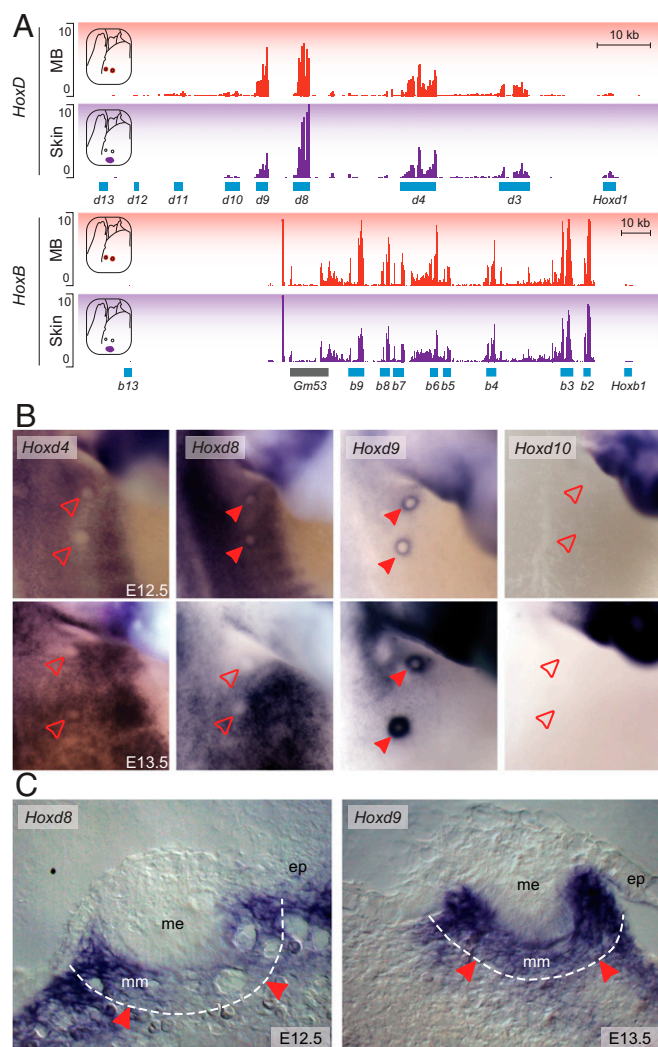 A
HoxD
MB
10
0
10 kb
Skin
10
0
d13 d12 d11 d10 d9 d8 d4 d3 Hoxd1
HoxB
MB
10
0
10 kb
Skin
10
0
b13 Gm53 b9 b8 b7 b6 b5 b4 b3 b2 Hoxb1
B
Hoxd4 Hoxd8 Hoxd9 Hoxd10
E12.5
E13.5
C
Hoxd8
ep
me
mm
E12.5
Hoxd9
me
ep
mm
E13.5